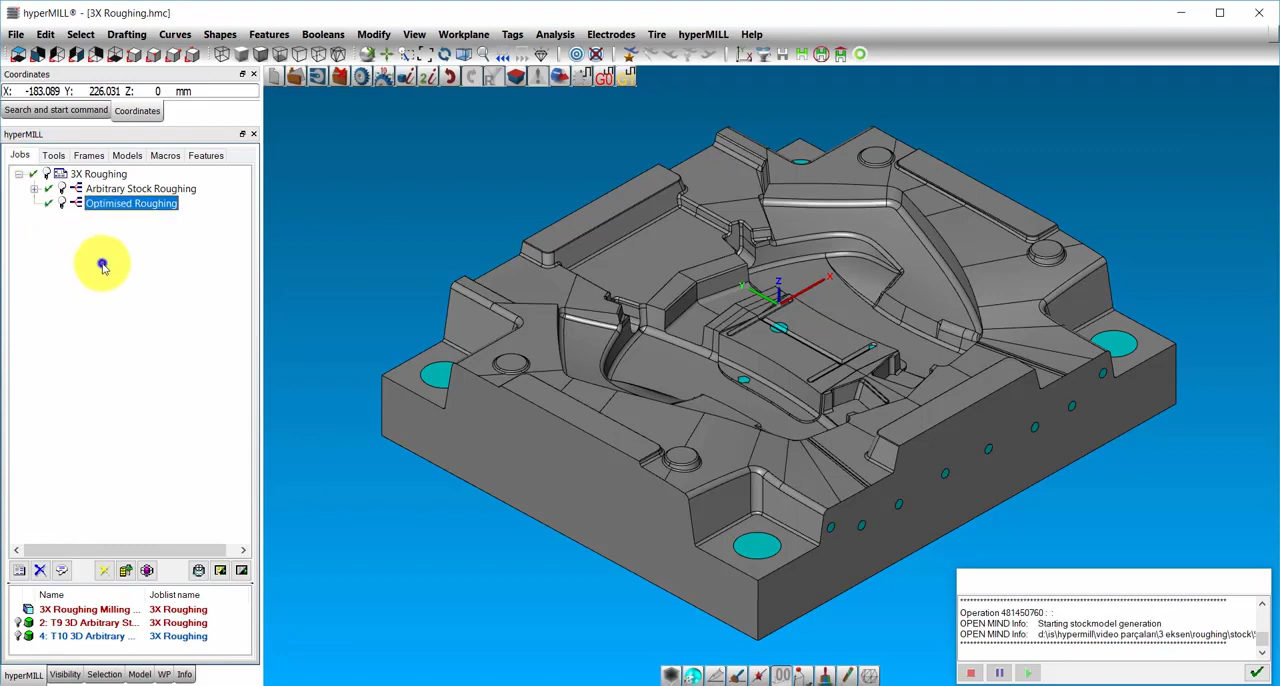 hyperMILL® - [3X Roughing.hmc]
File Edit Select Drafting Curves Shapes Features Booleans Modify View Workplane Tags Analysis Electrodes Tire hyperMILL Help
Coordinates
X: -183.089 Y: 226.031 Z: 0 mm
Search and start command Coordinates
hyperMILL
Jobs Tools Frames Models Macros Features
3X Roughing
Arbitrary Stock Roughing
Optimised Roughing
Name Joblist name
3X Roughing Milling ... 3X Roughing
2: T9 3D Arbitrary St... 3X Roughing
4: T10 3D Arbitrary ... 3X Roughing
hyperMILL Visibility Selection Model WP Info
G0
Z
X
Y
Operation 481450760 : :
OPEN MIND Info: Starting stockmodel generation
OPEN MIND Info: d:\is\hypermill\video parçaları\3 eksen\roughing\stock\